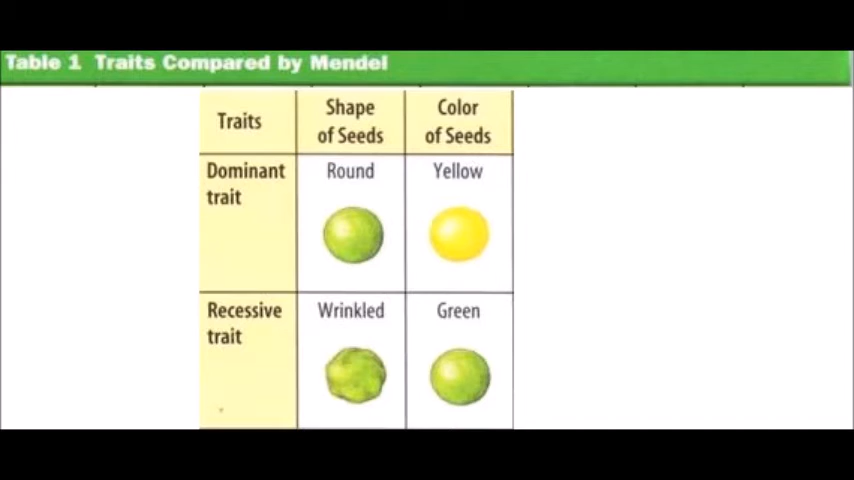 Table 1 Traits Compared by Mendel
Traits
Shape
of Seeds
Color
of Seeds
Dominant
trait
Round
Yellow
Recessive
trait
Wrinkled
Green